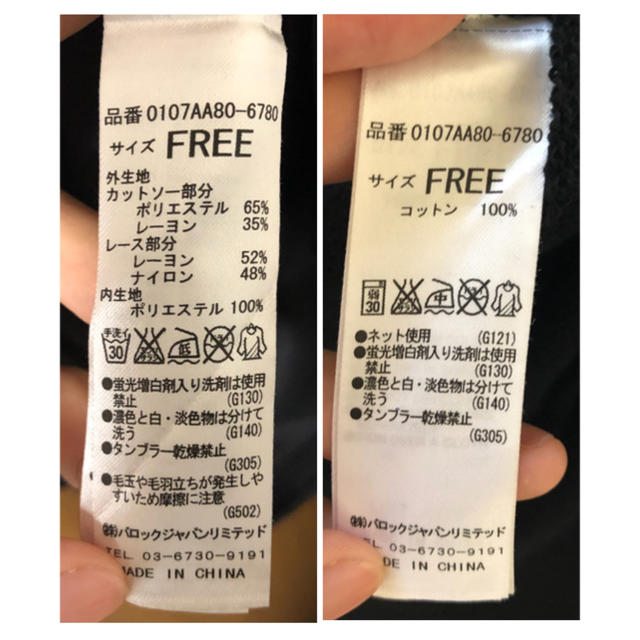 品番 0107AA80-6780
サイズ FREE
外生地
カットソー部分
ポリエステル 65%
レーヨン 35%
レース部分
レーヨン 52%
ナイロン 48%
内生地
ポリエステル 100%
手洗イ
30
低
●蛍光増白剤入り洗剤は使用
禁止 (G130)
●濃色と白・淡色物は分けて
洗う (G140)
●タンブラー乾燥禁止
(G305)
●毛玉や毛羽立ちが発生しや
すいため摩擦に注意
(G502)
㈱バロックジャパンリミテッド
TEL 03-6730-9191
MADE IN CHINA
品番 0107AA80-6780
サイズ FREE
コットン 100%
弱
30
中
●ネット使用 (G121)
●蛍光増白剤入り洗剤は使用
禁止 (G130)
●濃色と白・淡色物は分けて
洗う (G140)
●タンブラー乾燥禁止
(G305)
㈱バロックジャパンリミテッド
TEL 03-6730-9191
MADE IN CHINA